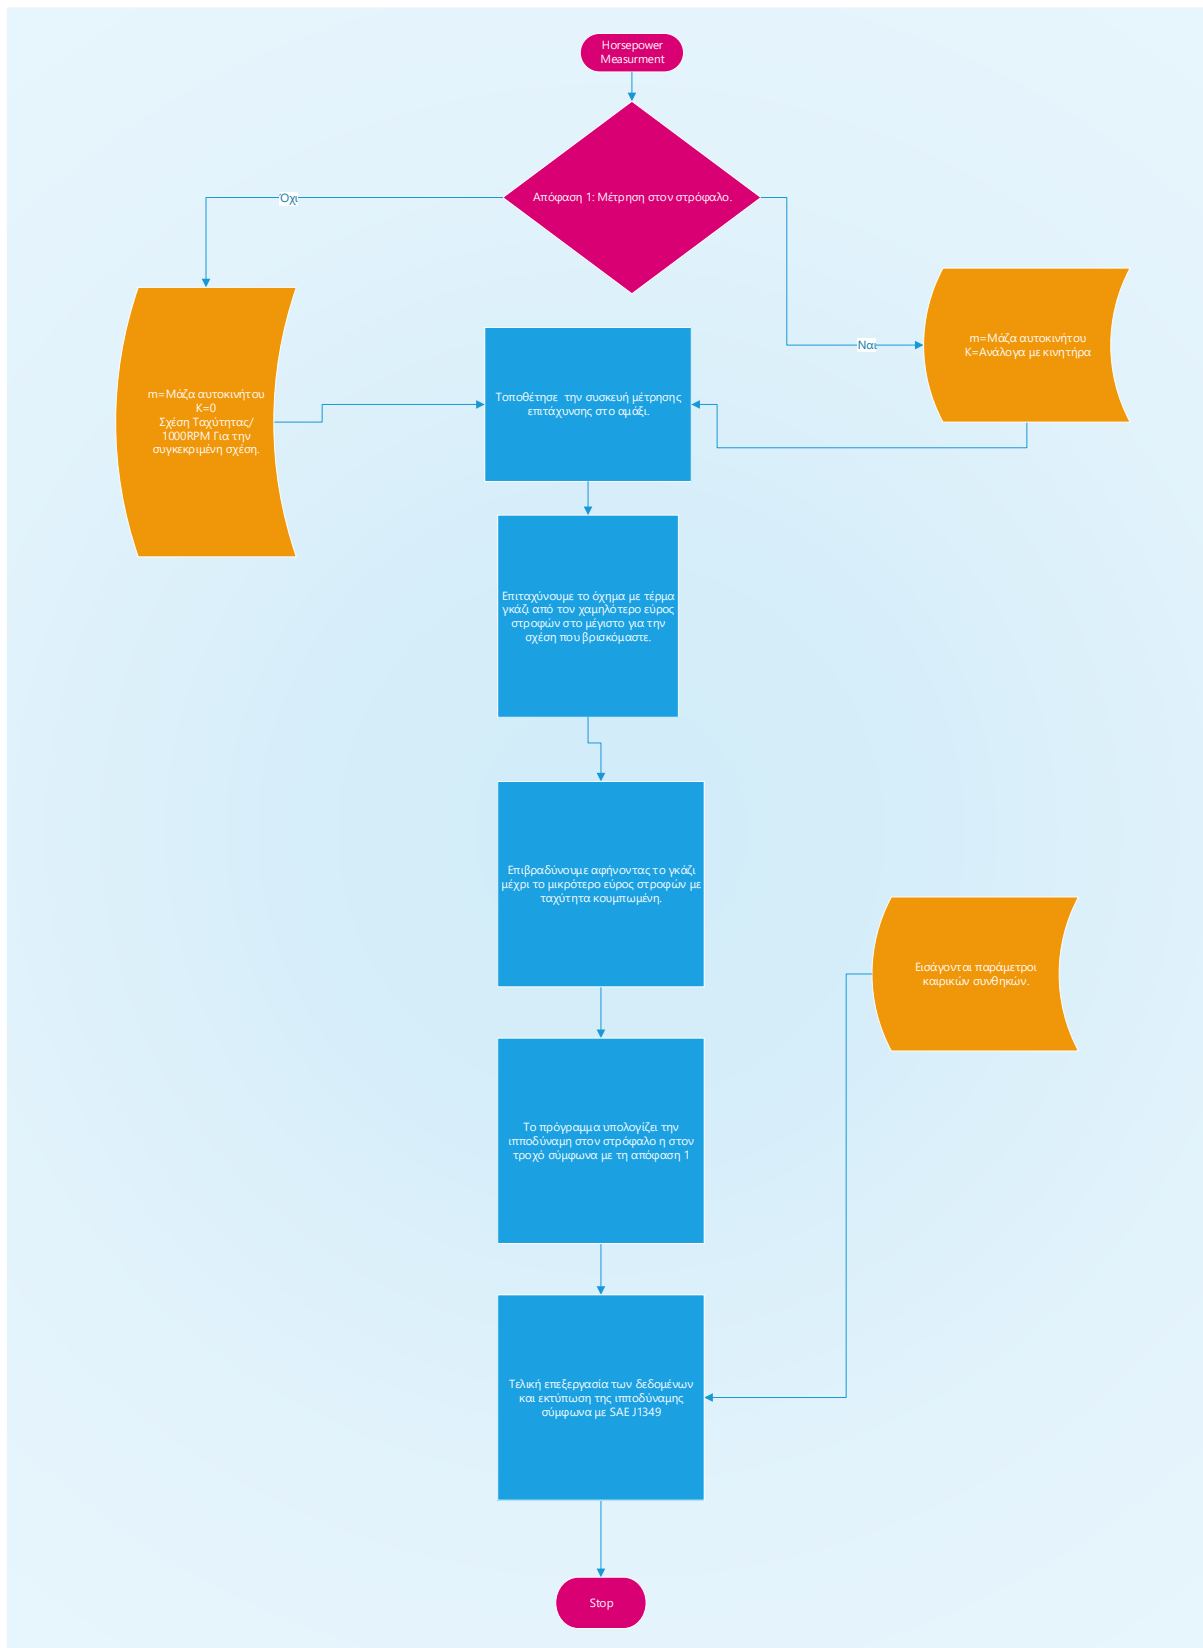 Horsepower
Measurment
Απόφαση 1: Μέτρηση στον στρόφαλο.
Όχι
Ναι
m=Μάζα αυτοκινήτου
Κ=Ανάλογα με κινητήρα
m=Μάζα αυτοκινήτου
Κ=0
Σχέση Ταχύτητας/
1000RPM Για την
συγκεκριμένη σχέση.
Τοποθέτησε την συσκευή μέτρησης
επιτάχυνσης στο αμάξι.
Επιταχύνουμε το όχημα με τέρμα
γκάζι από τον χαμηλότερο εύρος
στροφών στο μέγιστο για την
σχέση που βρισκόμαστε.
Επιβραδύνουμε αφήνοντας το γκάζι
μέχρι το μικρότερο εύρος στροφών με
ταχύτητα κουμπωμένη.
Εισάγονται παράμετροι
καιρικών συνθηκών.
Το πρόγραμμα υπολογίζει την
ιπποδύναμη στον στρόφαλο η στον
τροχό σύμφωνα με τη απόφαση 1
Τελική επεξεργασία των δεδομένων
και εκτύπωση της ιπποδύναμης
σύμφωνα με SAE J1349
Stop